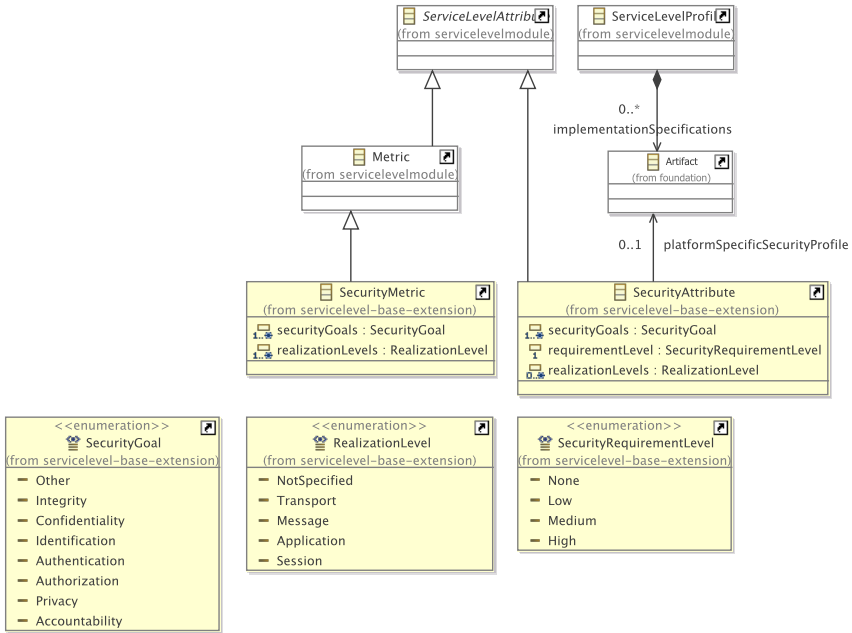 ServiceLevelAttribu
(from servicelevelmodule)
ServiceLevelProfil
(from servicelevelmodule)
0..*
implementationSpecifications
Metric
(from servicelevelmodule)
Artifact
(from foundation)
0..1 platformSpecificSecurityProfile
SecurityMetric
(from servicelevel-base-extension)
1..* securityGoals : SecurityGoal
1..* realizationLevels : RealizationLevel
SecurityAttribute
(from servicelevel-base-extension)
1..* securityGoals : SecurityGoal
1 requirementLevel : SecurityRequirementLevel
0..* realizationLevels : RealizationLevel
<<enumeration>>
SecurityGoal
(from servicelevel-base-extension)
Other
Integrity
Confidentiality
Identification
Authentication
Authorization
Privacy
Accountability
<<enumeration>>
RealizationLevel
(from servicelevel-base-extension)
NotSpecified
Transport
Message
Application
Session
<<enumeration>>
SecurityRequirementLevel
(from servicelevel-base-extension)
None
Low
Medium
High